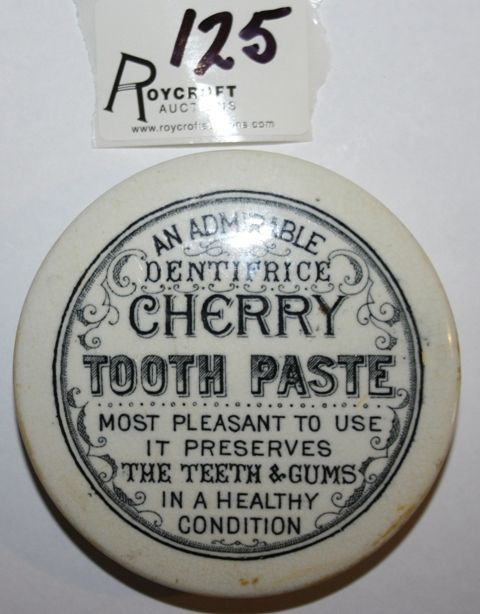 125
ROYCROFT
AUCTIONS
www.roycroftauctions.com
AN ADMIRABLE
DENTIFRICE
CHERRY
TOOTH PASTE
MOST PLEASANT TO USE
IT PRESERVES
THE TEETH & GUMS
IN A HEALTHY
CONDITION